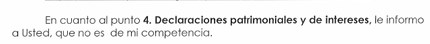 En cuanto al punto 4. Declaraciones patrimoniales y de intereses, le informo
a Usted, que no es de mi competencia.